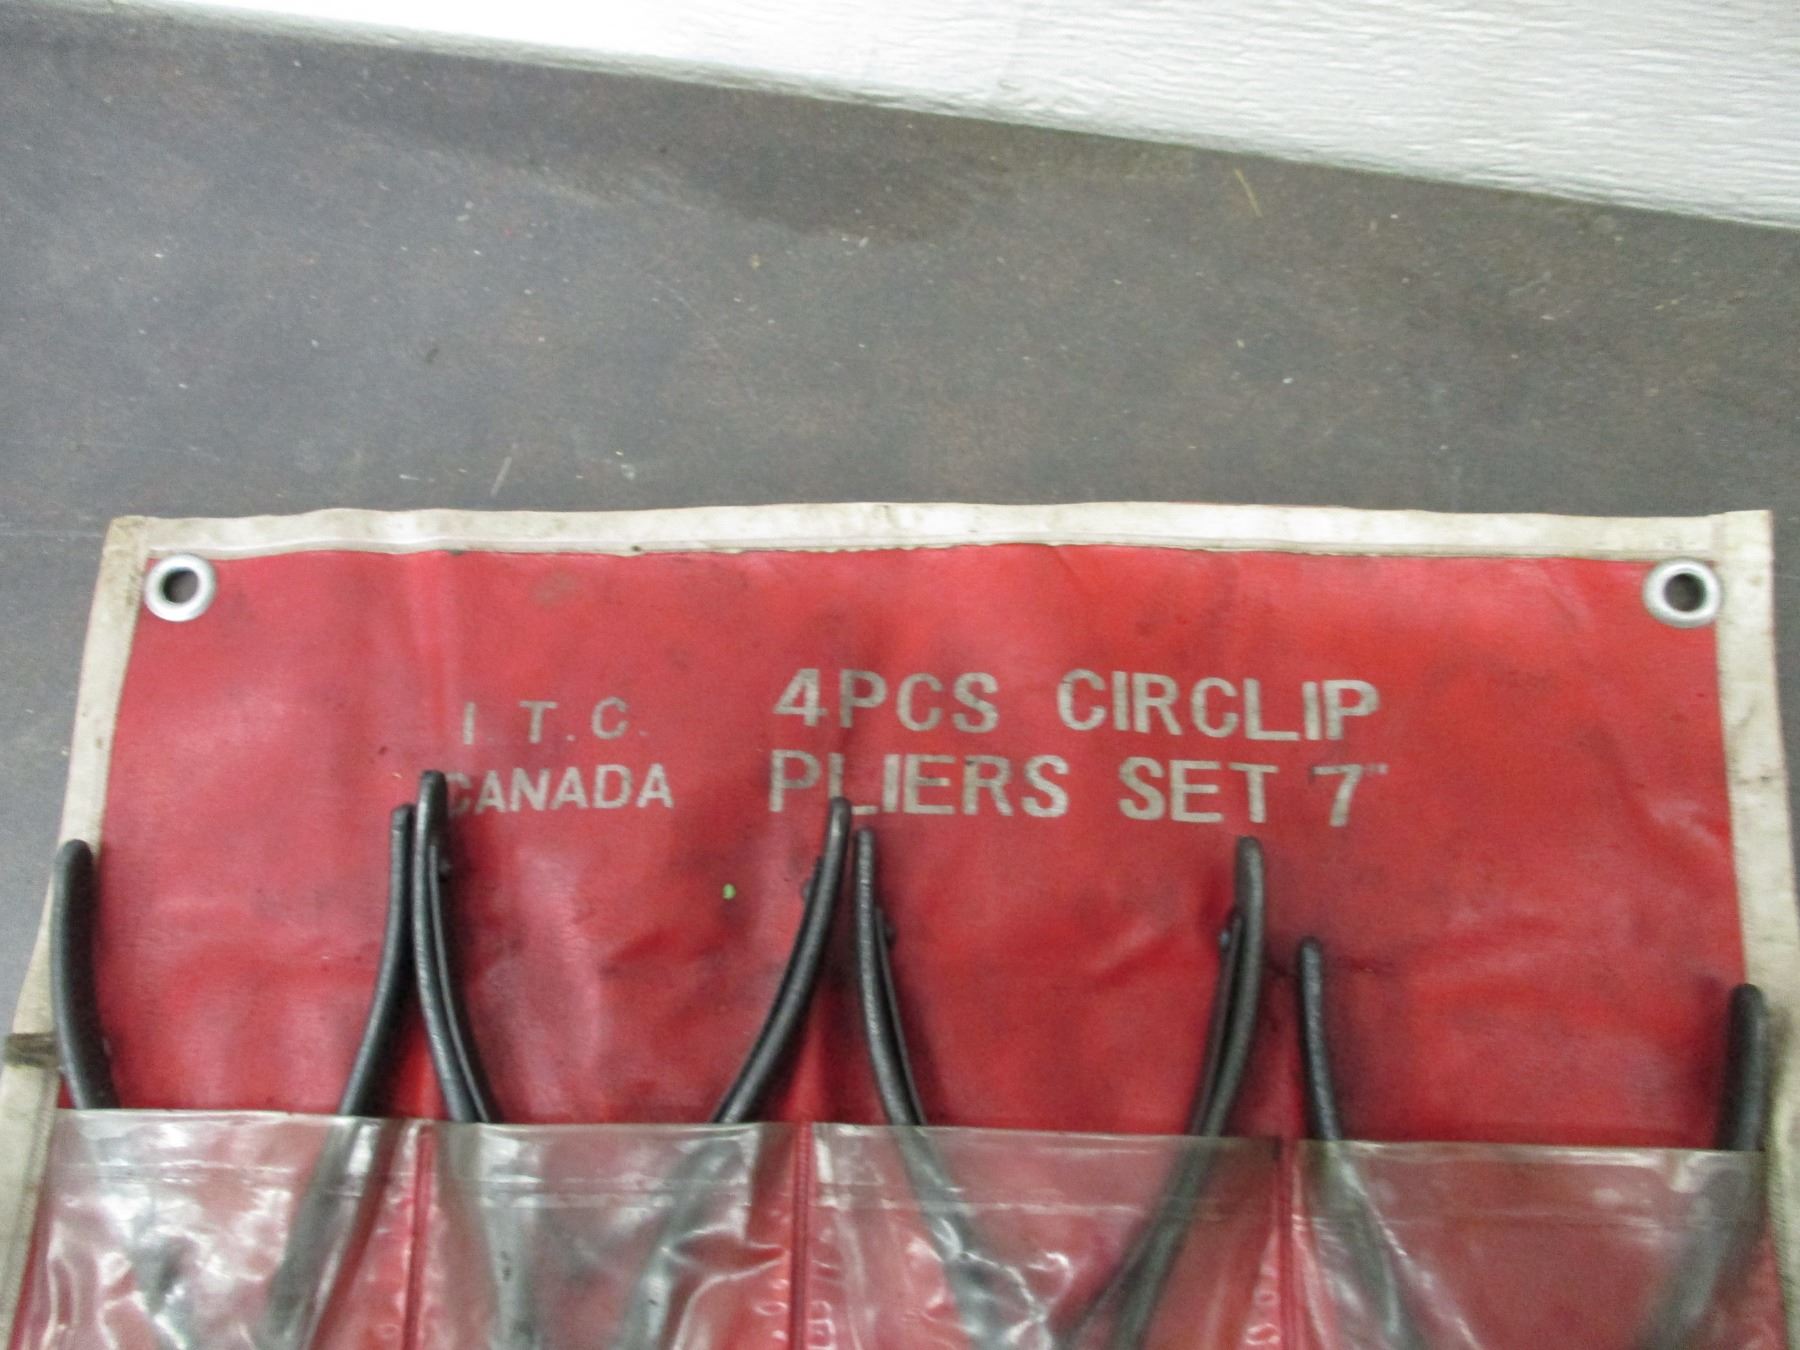 I.T.C.
CANADA
4PCS CIRCLIP
PLIERS SET 7"